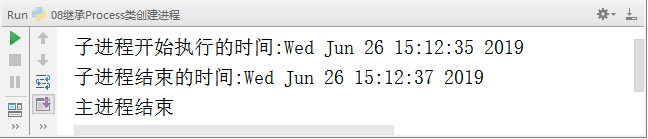 Run 08继承Process类创建进程
子进程开始执行的时间:Wed Jun 26 15:12:35 2019
子进程结束的时间:Wed Jun 26 15:12:37 2019
主进程结束